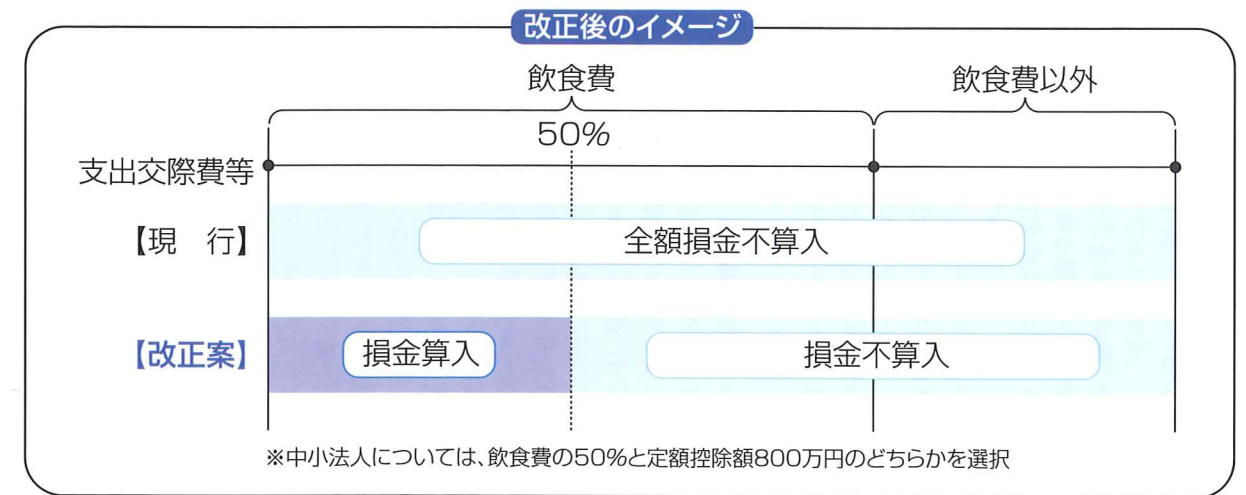 改正後のイメージ
飲食費
飲食費以外
50%
支出交際費等
【現　行】
全額損金不算入
【改正案】
損金算入
損金不算入
※中小法人については、飲食費の50%と定額控除額800万円のどちらかを選択